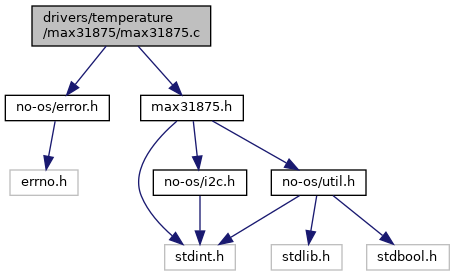 drivers/temperature
/max31875/max31875.c
no-os/error.h
max31875.h
errno.h
no-os/i2c.h
no-os/util.h
stdint.h
stdlib.h
stdbool.h